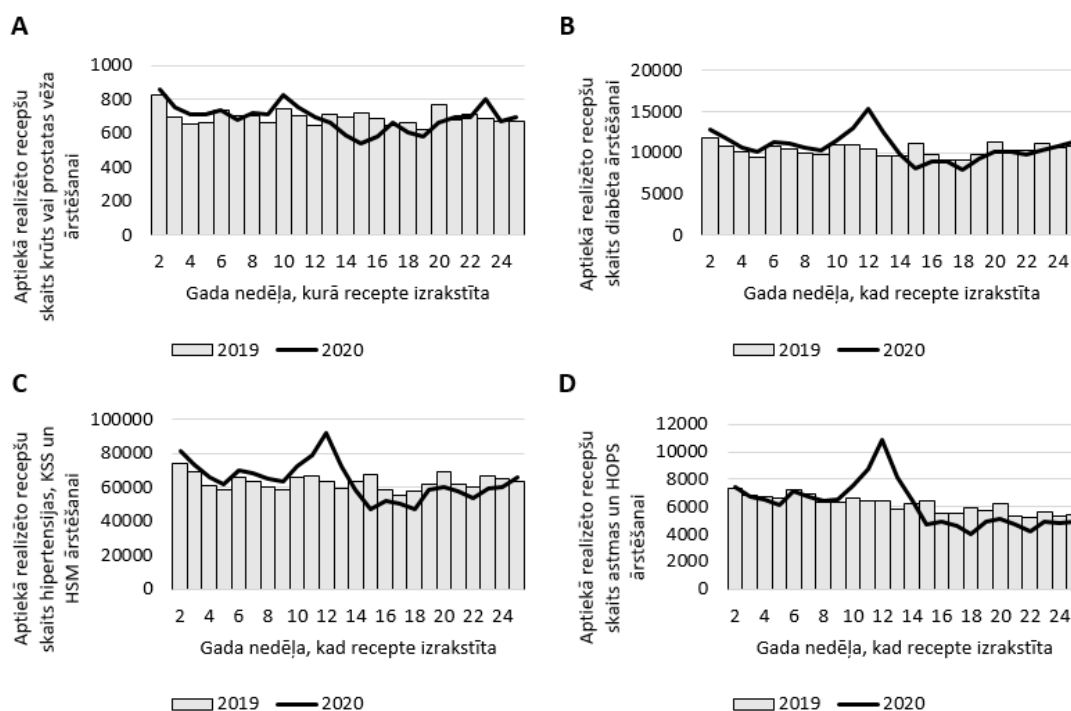 A
Aptiekā realizēto recepšu
skaits krūts vai prostatas vēža
ārstēšanai
1000
800
600
400
200
0
2 4 6 8 10 12 14 16 18 20 22 24
Gada nedēļa, kurā recepte izrakstīta
2019 2020
B
Aptiekā realizēto recepšu
skaits diabēta ārstēšanai
20000
15000
10000
5000
0
2 4 6 8 10 12 14 16 18 20 22 24
Gada nedēļa, kad recepte izrakstīta
2019 2020
C
Aptiekā realizēto recepšu
skaits hipertensijas, KSS un
HSM ārstēšanai
100000
80000
60000
40000
20000
0
2 4 6 8 10 12 14 16 18 20 22 24
Gada nedēļa, kad recepte izrakstīta
2019 2020
D
Aptiekā realizēto recepšu
skaits astmas un HOPS
ārstēšanai
12000
10000
8000
6000
4000
2000
0
2 4 6 8 10 12 14 16 18 20 22 24
Gada nedēļa, kad recepte izrakstīta
2019 2020